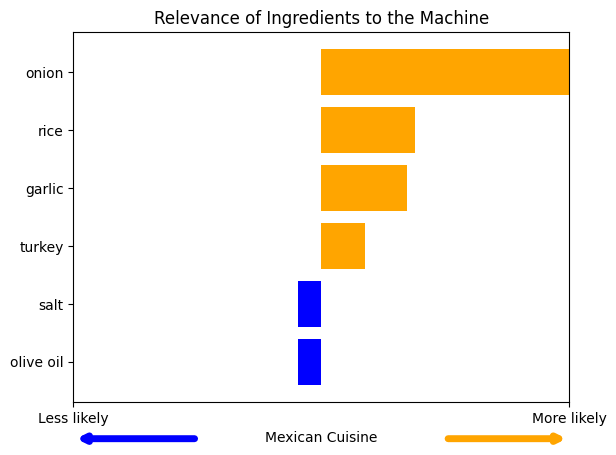 Relevance of Ingredients to the Machine
onion
rice
garlic
turkey
salt
olive oil
Less likely
More likely
Mexican Cuisine